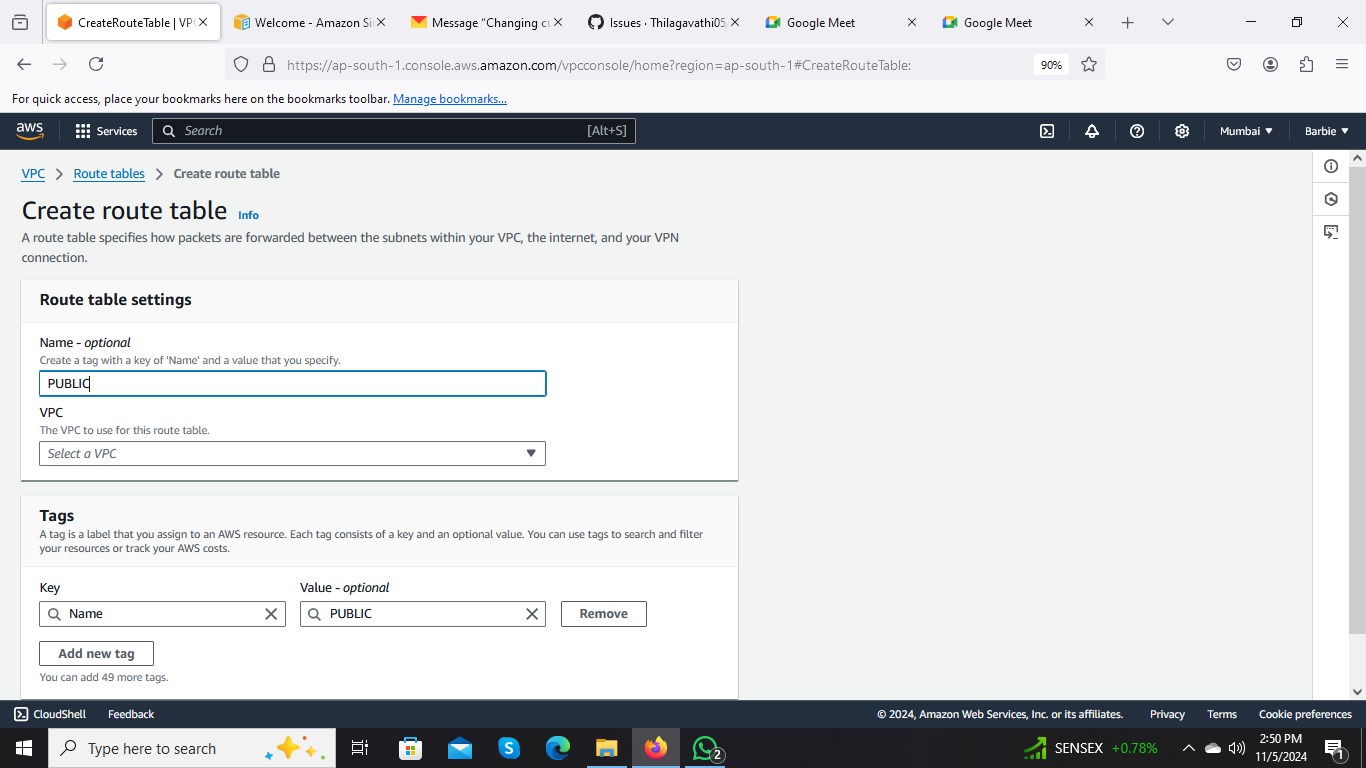 CreateRouteTable | VPC
Welcome - Amazon Si
Message “Changing cu
Issues · Thilagavathi05
Google Meet
Google Meet
https://ap-south-1.console.aws.amazon.com/vpcconsole/home?region=ap-south-1#CreateRouteTable:
90%
For quick access, place your bookmarks here on the bookmarks toolbar. Manage bookmarks...
aws
Services
Search
[Alt+S]
Mumbai
Barbie
VPC
Route tables
Create route table
Create route table Info
A route table specifies how packets are forwarded between the subnets within your VPC, the internet, and your VPN
connection.
Route table settings
Name - optional
Create a tag with a key of 'Name' and a value that you specify.
PUBLIC
VPC
The VPC to use for this route table.
Select a VPC
Tags
A tag is a label that you assign to an AWS resource. Each tag consists of a key and an optional value. You can use tags to search and filter
your resources or track your AWS costs.
Key
Value - optional
Name
PUBLIC
Remove
Add new tag
You can add 49 more tags.
CloudShell
Feedback
© 2024, Amazon Web Services, Inc. or its affiliates.
Privacy
Terms
Cookie preferences
Type here to search
2
SENSEX +0.78%
2:50 PM
11/5/2024
1